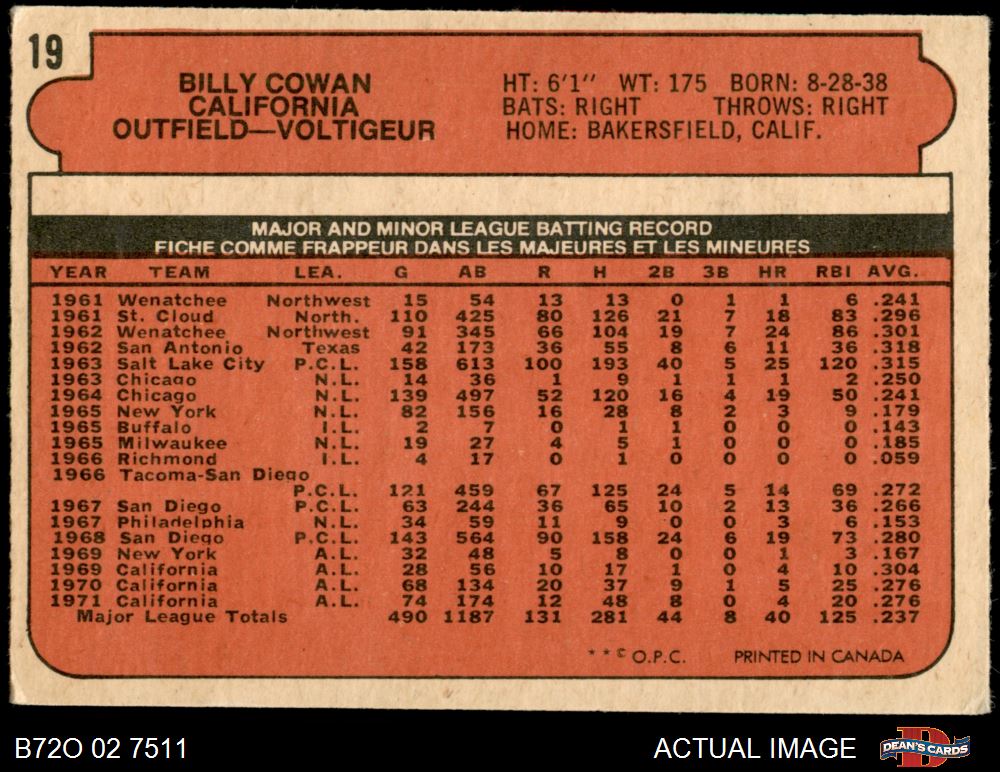 19
BILLY COWAN
CALIFORNIA
OUTFIELD—VOLTIGEUR
HT: 6'1" WT: 175 BORN: 8-28-38
BATS: RIGHT THROWS: RIGHT
HOME: BAKERSFIELD, CALIF.
MAJOR AND MINOR LEAGUE BATTING RECORD
FICHE COMME FRAPPEUR DANS LES MAJEURES ET LES MINEURES
YEAR TEAM LEA. G AB R H 2B 3B HR RBI AVG.
1961 Wenatchee Northwest 15 54 13 13 0 1 1 6 .241
1961 St. Cloud North. 110 425 80 126 21 7 18 83 .296
1962 Wenatchee Northwest 91 345 66 104 19 7 24 86 .301
1962 San Antonio Texas 42 173 36 55 8 6 11 36 .318
1963 Salt Lake City P.C.L. 158 613 100 193 40 5 25 120 .315
1963 Chicago N.L. 14 36 1 9 1 1 1 2 .250
1964 Chicago N.L. 139 497 52 120 16 4 19 50 .241
1965 New York N.L. 82 156 16 28 8 2 3 9 .179
1965 Buffalo I.L. 2 7 0 1 1 0 0 0 .143
1965 Milwaukee N.L. 19 27 4 5 1 0 0 0 .185
1966 Richmond I.L. 4 17 0 1 0 0 0 0 .059
1966 Tacoma-San Diego
P.C.L. 121 459 67 125 24 5 14 69 .272
1967 San Diego P.C.L. 63 244 36 65 10 2 13 36 .266
1967 Philadelphia N.L. 34 59 11 9 0 0 3 6 .153
1968 San Diego P.C.L. 143 564 90 158 24 6 19 73 .280
1969 New York A.L. 32 48 5 8 0 0 1 3 .167
1969 California A.L. 28 56 10 17 1 0 4 10 .304
1970 California A.L. 68 134 20 37 9 1 5 25 .276
1971 California A.L. 74 174 12 48 8 0 4 20 .276
Major League Totals 490 1187 131 281 44 8 40 125 .237
* * © O.P.C. PRINTED IN CANADA
B72O 02 7511 ACTUAL IMAGE DEAN'S CARDS